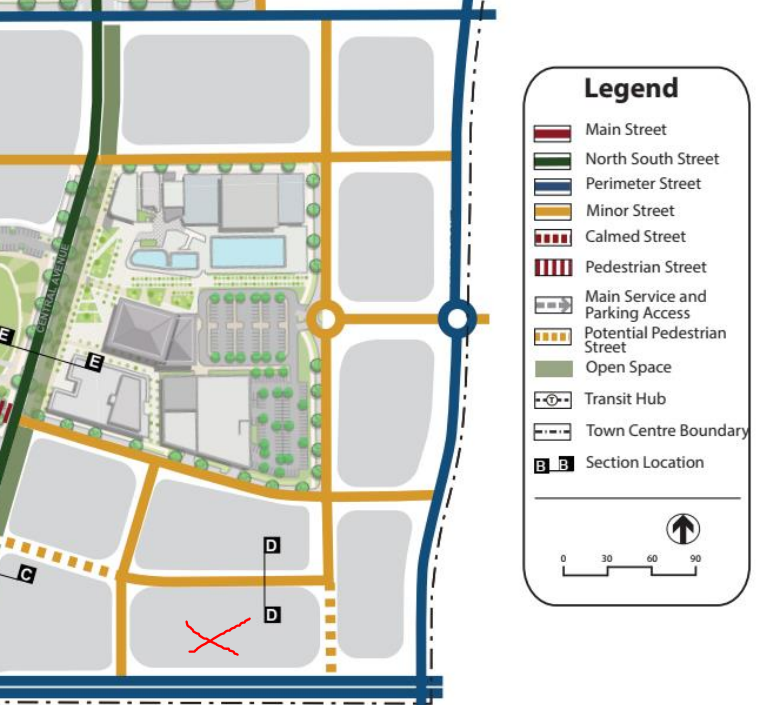 Legend
Main Street
North South Street
Perimeter Street
Minor Street
Calmed Street
Pedestrian Street
Main Service and
Parking Access
Potential Pedestrian
Street
Open Space
T
Transit Hub
Town Centre Boundary
B B
Section Location
0 30 60 90
CENTRAL AVENUE
E
E
D
C
D